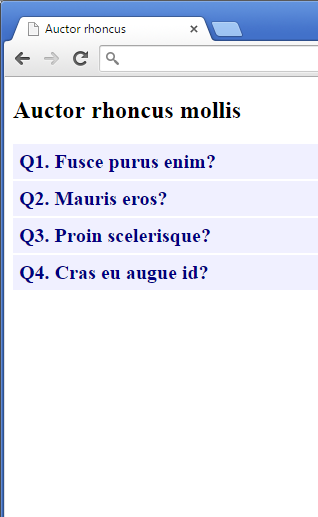 Auctor rhoncus
Auctor rhoncus mollis
Q1. Fusce purus enim?
Q2. Mauris eros?
Q3. Proin scelerisque?
Q4. Cras eu augue id?